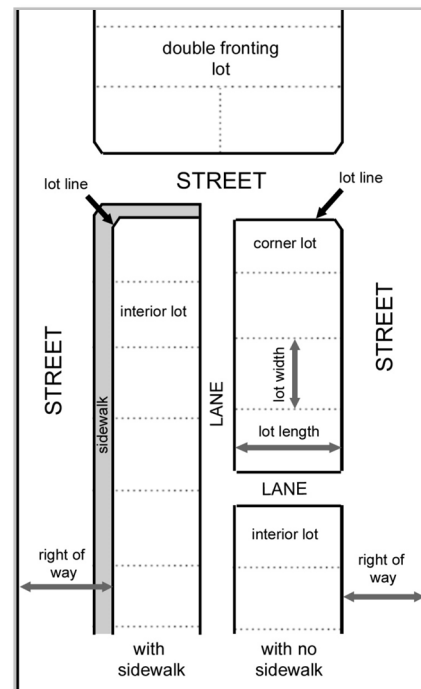 double fronting
lot
STREET
lot line
lot line
corner lot
interior lot
STREET
sidewalk
LANE
lot width
STREET
lot length
LANE
interior lot
right of
way
right of
way
with
sidewalk
with no
sidewalk